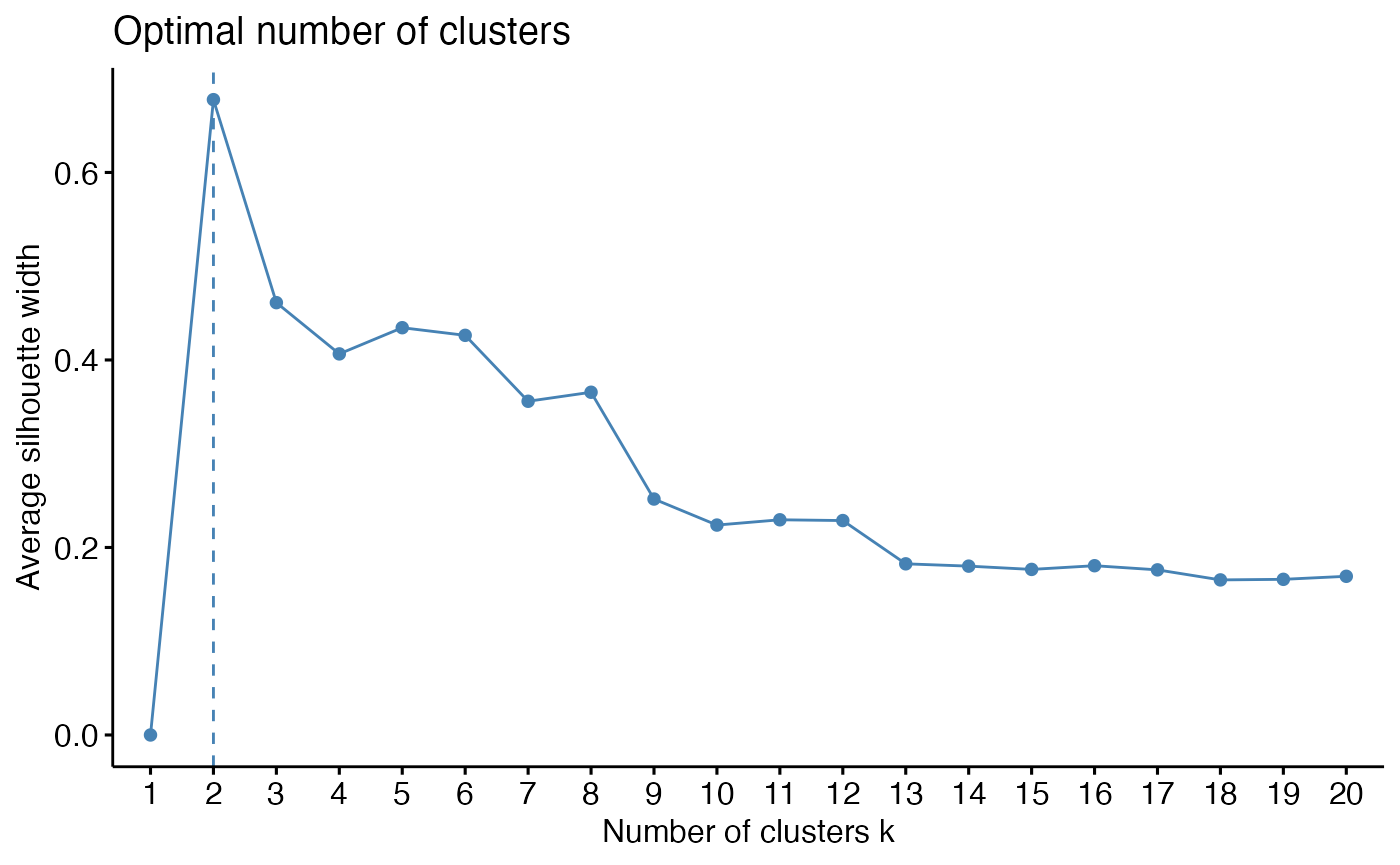 Optimal number of clusters
Average silhouette width
0.6
0.4
0.2
0.0
1 2 3 4 5 6 7 8 9 10 11 12 13 14 15 16 17 18 19 20
Number of clusters k